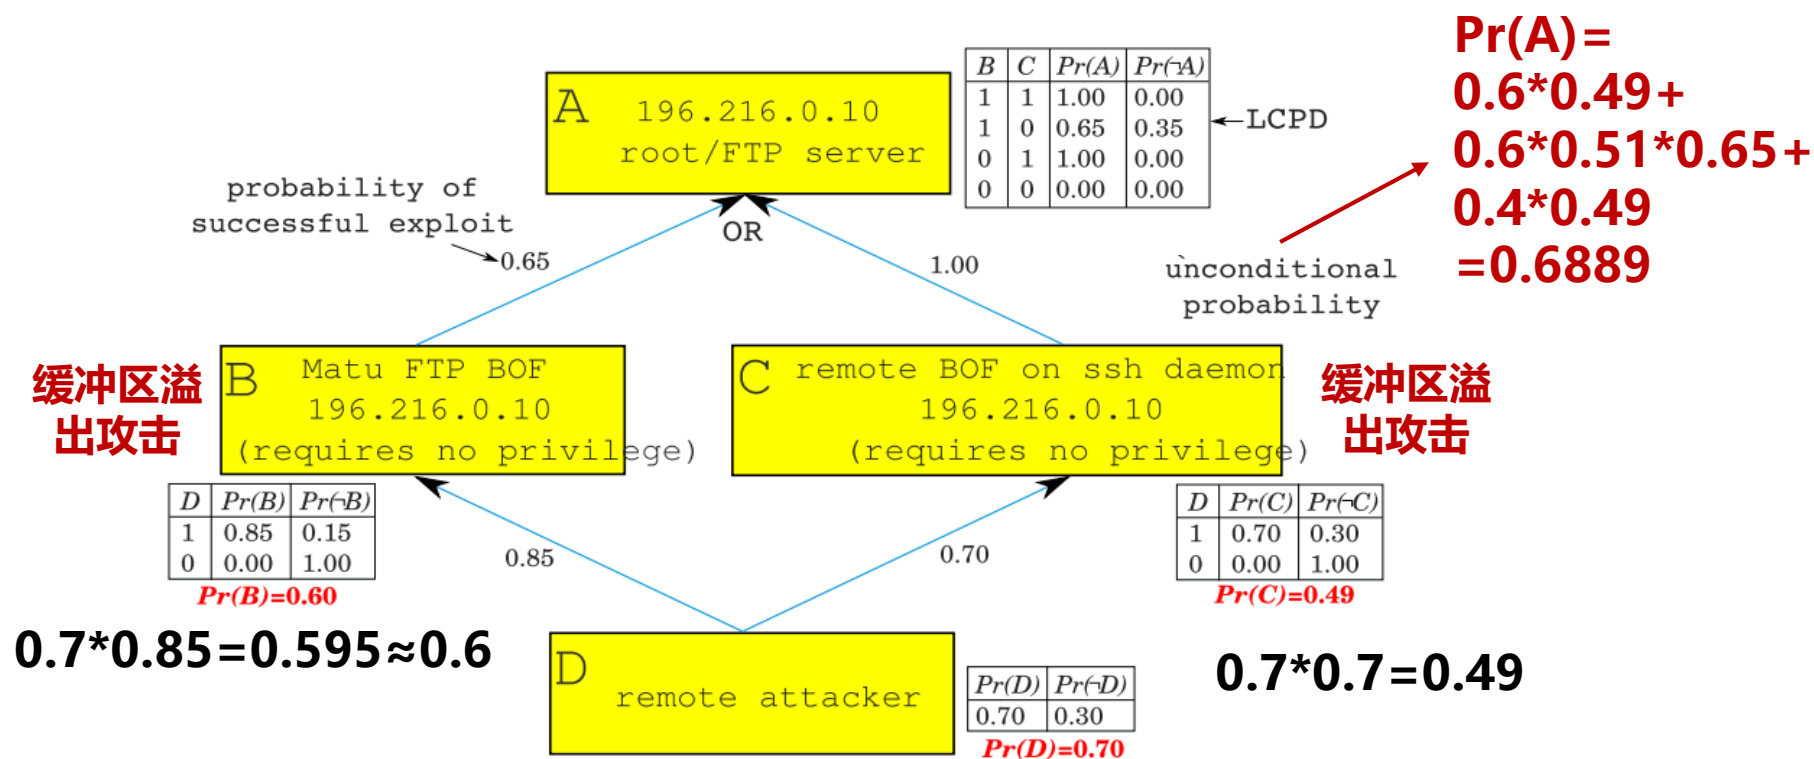 Pr(A)=
0.6*0.49+
0.6*0.51*0.65+
0.4*0.49
=0.6889
A 196.216.0.10
root/FTP server
B C Pr(A) Pr(¬A)
1 1 1.00 0.00
1 0 0.65 0.35
0 1 1.00 0.00
0 0 0.00 0.00
LCPD
probability of
successful exploit
0.65
OR
1.00
unconditional
probability
缓冲区溢
出攻击
B Matu FTP BOF
196.216.0.10
(requires no privilege)
C remote BOF on ssh daemon
196.216.0.10
(requires no privilege)
缓冲区溢
出攻击
D Pr(B) Pr(¬B)
1 0.85 0.15
0 0.00 1.00
Pr(B)=0.60
0.85
0.70
D Pr(C) Pr(¬C)
1 0.70 0.30
0 0.00 1.00
Pr(C)=0.49
0.7*0.85=0.595≈0.6
0.7*0.7=0.49
D remote attacker
Pr(D) Pr(¬D)
0.70 0.30
Pr(D)=0.70